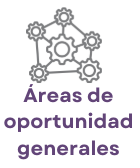 Áreas de
oportunidad
generales